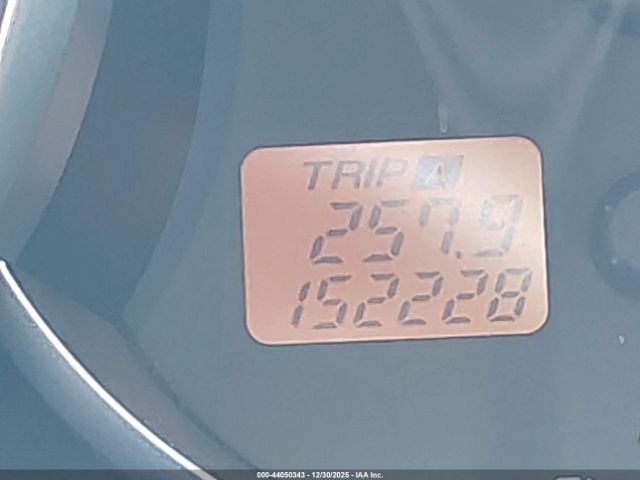 TRIP A
257.9
152228
000-44050343 - 12/30/2025 - IAA Inc.